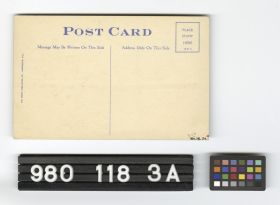 POST CARD
Message May Be Written On This Side
Address Only On This Side
PLACE
STAMP
HERE
980 118 3A